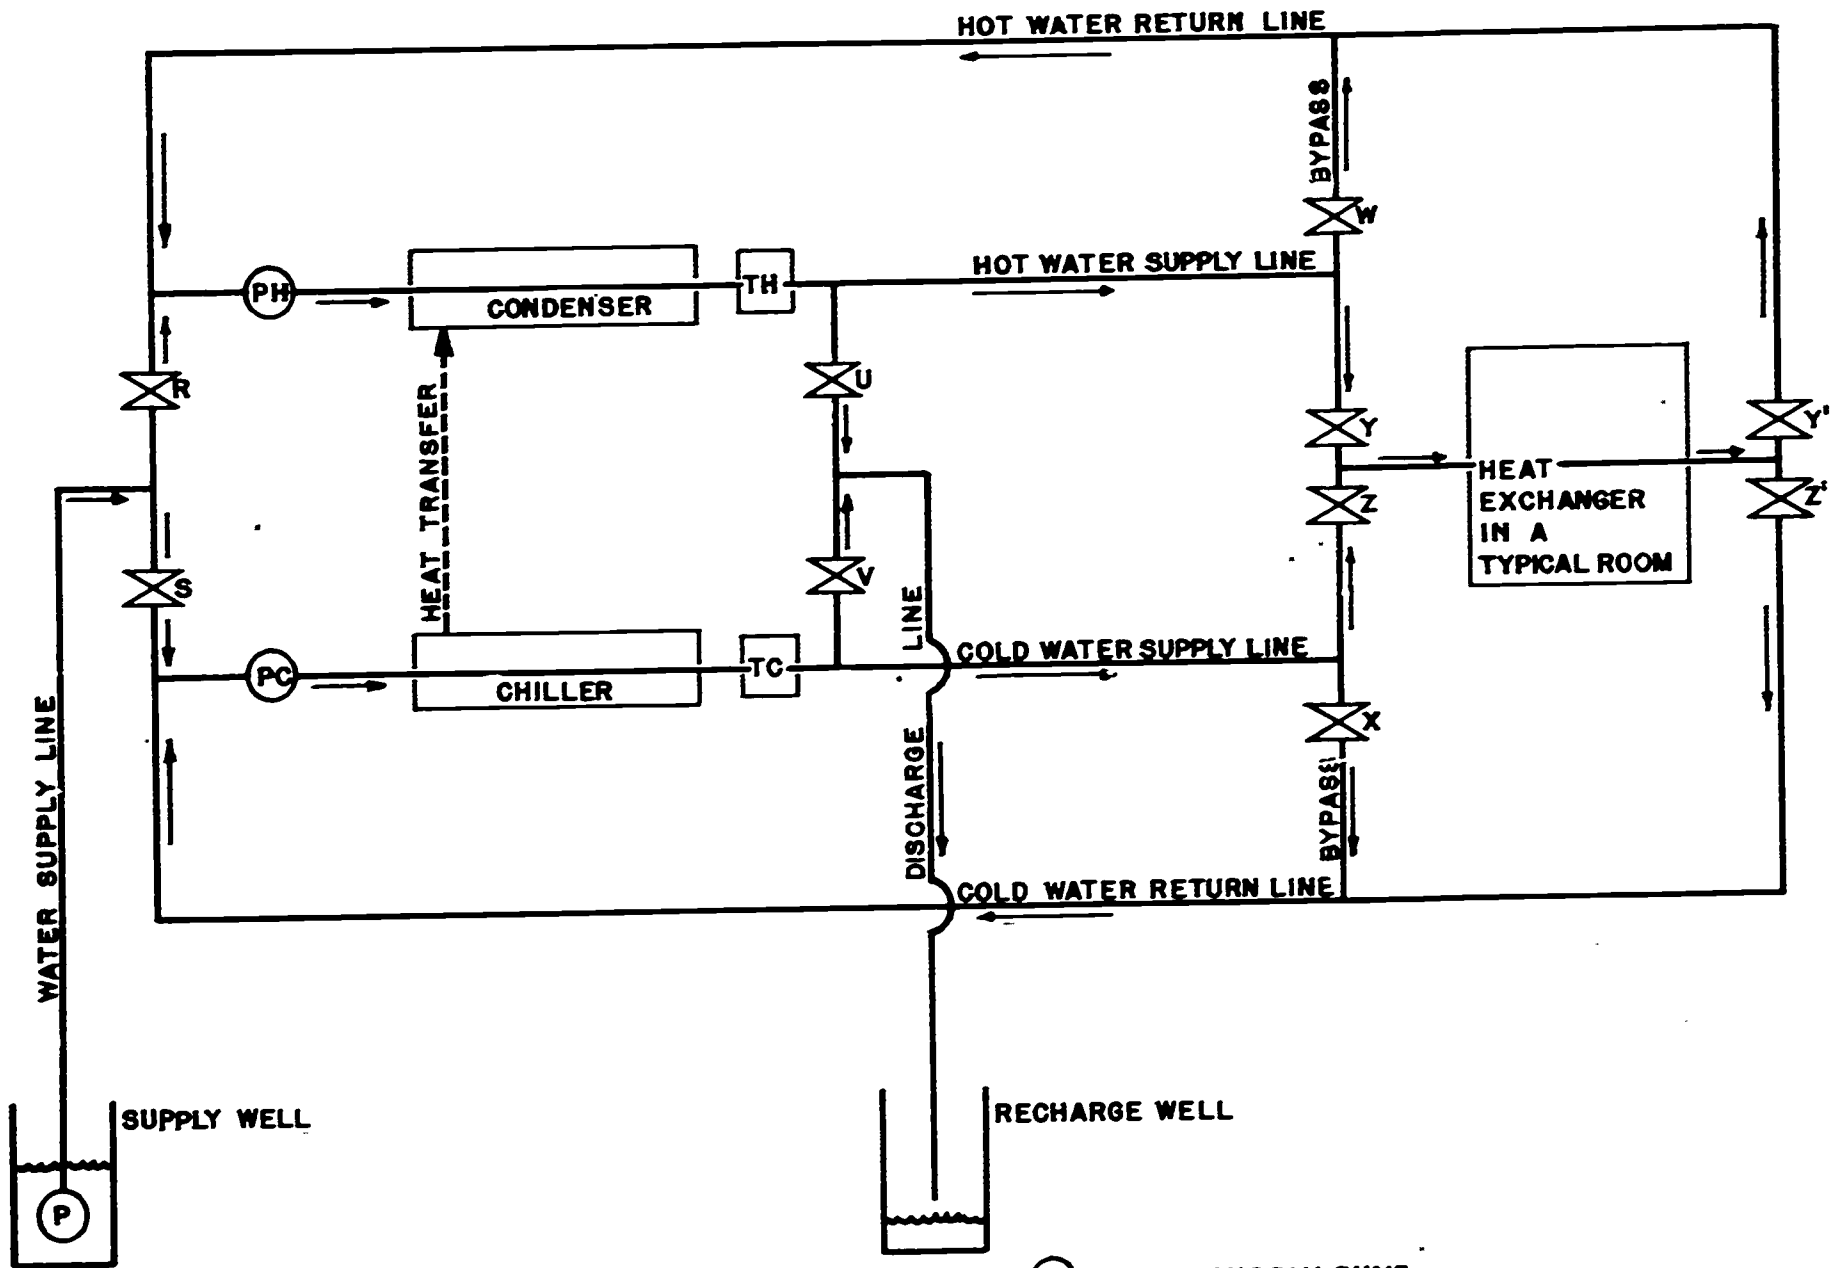 HOT WATER RETURN LINE
BYPASS
W
HOT WATER SUPPLY LINE
PH
CONDENSER
TH
R
U
Y
Y'
HEAT TRANSFER
HEAT
EXCHANGER
IN A
TYPICAL ROOM
Z
Z'
S
V
LINE
DISCHARGE
COLD WATER SUPPLY LINE
PC
CHILLER
TC
X
BYPASS
WATER SUPPLY LINE
COLD WATER RETURN LINE
SUPPLY WELL
RECHARGE WELL
P